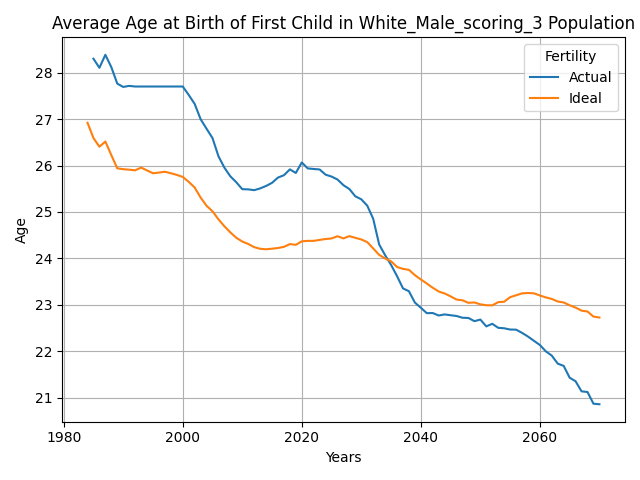 Average Age at Birth of First Child in White_Male_scoring_3 Population
Fertility
Actual
Ideal
Age
28
27
26
25
24
23
22
21
1980
2000
2020
2040
2060
Years